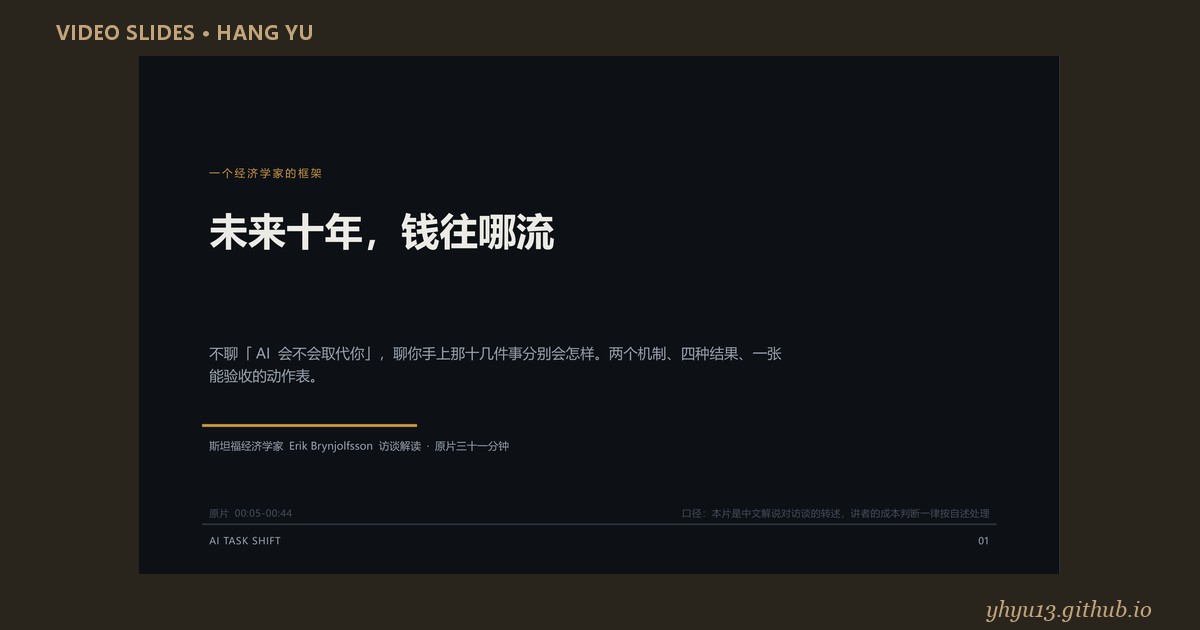 VIDEO SLIDES • HANG YU
一个经济学家的框架
未来十年，钱往哪流
不聊「 AI 会不会取代你」，聊你手上那十几件事分别会怎样。两个机制、四种结果、一张
能验收的动作表。
斯坦福经济学家 Erik Brynjolfsson 访谈解读 · 原片三十一分钟
原片 00:05-00:44
口径：本片是中文解说对访谈的转述，讲者的成本判断一律按自述处理
AI TASK SHIFT
01
yhyu13.github.io